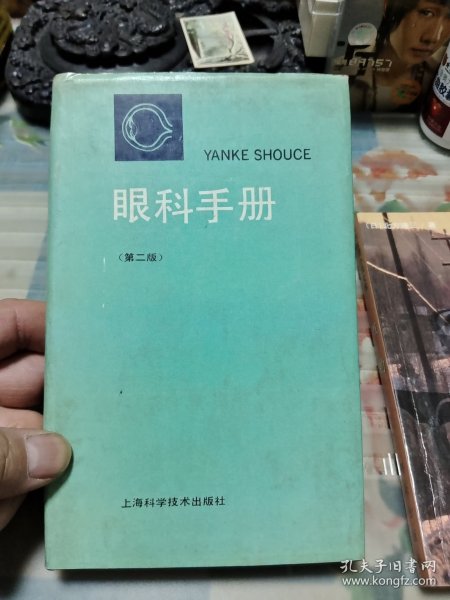 YANKE SHOUCE
眼科手册
（第二版）
上海科学技术出版社
孔夫子旧书网
www.kongfz.com